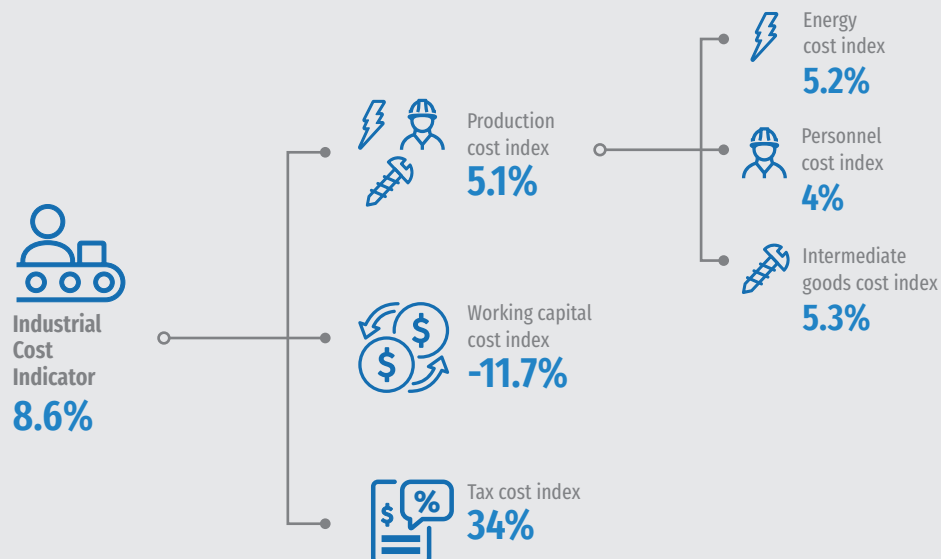 Industrial
Cost
Indicator
8.6%
Production
cost index
5.1%
Energy
cost index
5.2%
Personnel
cost index
4%
Intermediate
goods cost index
5.3%
$
$
Working capital
cost index
-11.7%
$
%
Tax cost index
34%